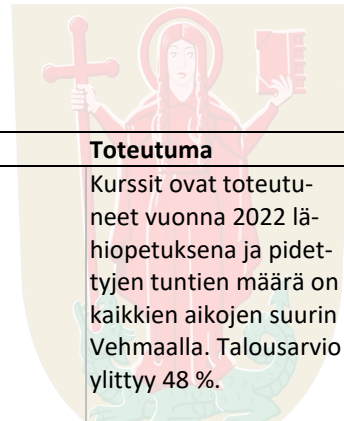 Toteutuma
Kurssit ovat toteutu-
neet vuonna 2022 lä-
hiopetuksena ja pidet-
tyjen tuntien määrä on
kaikkien aikojen suurin
Vehmaalla. Talousarvio
ylittyy 48 %.